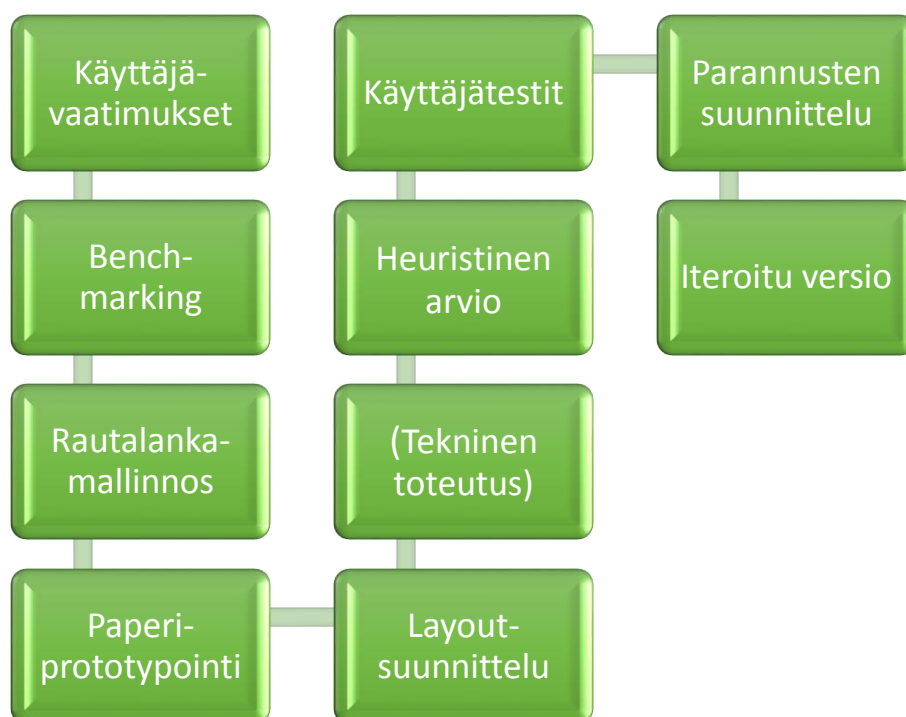 Käyttäjä-
vaatimukset
Bench-
marking
Rautalanka-
mallinnos
Paperi-
prototypointi
Layout-
suunnittelu
(Tekninen
toteutus)
Heuristinen
arvio
Käyttäjätestit
Parannusten
suunnittelu
Iteroitu versio